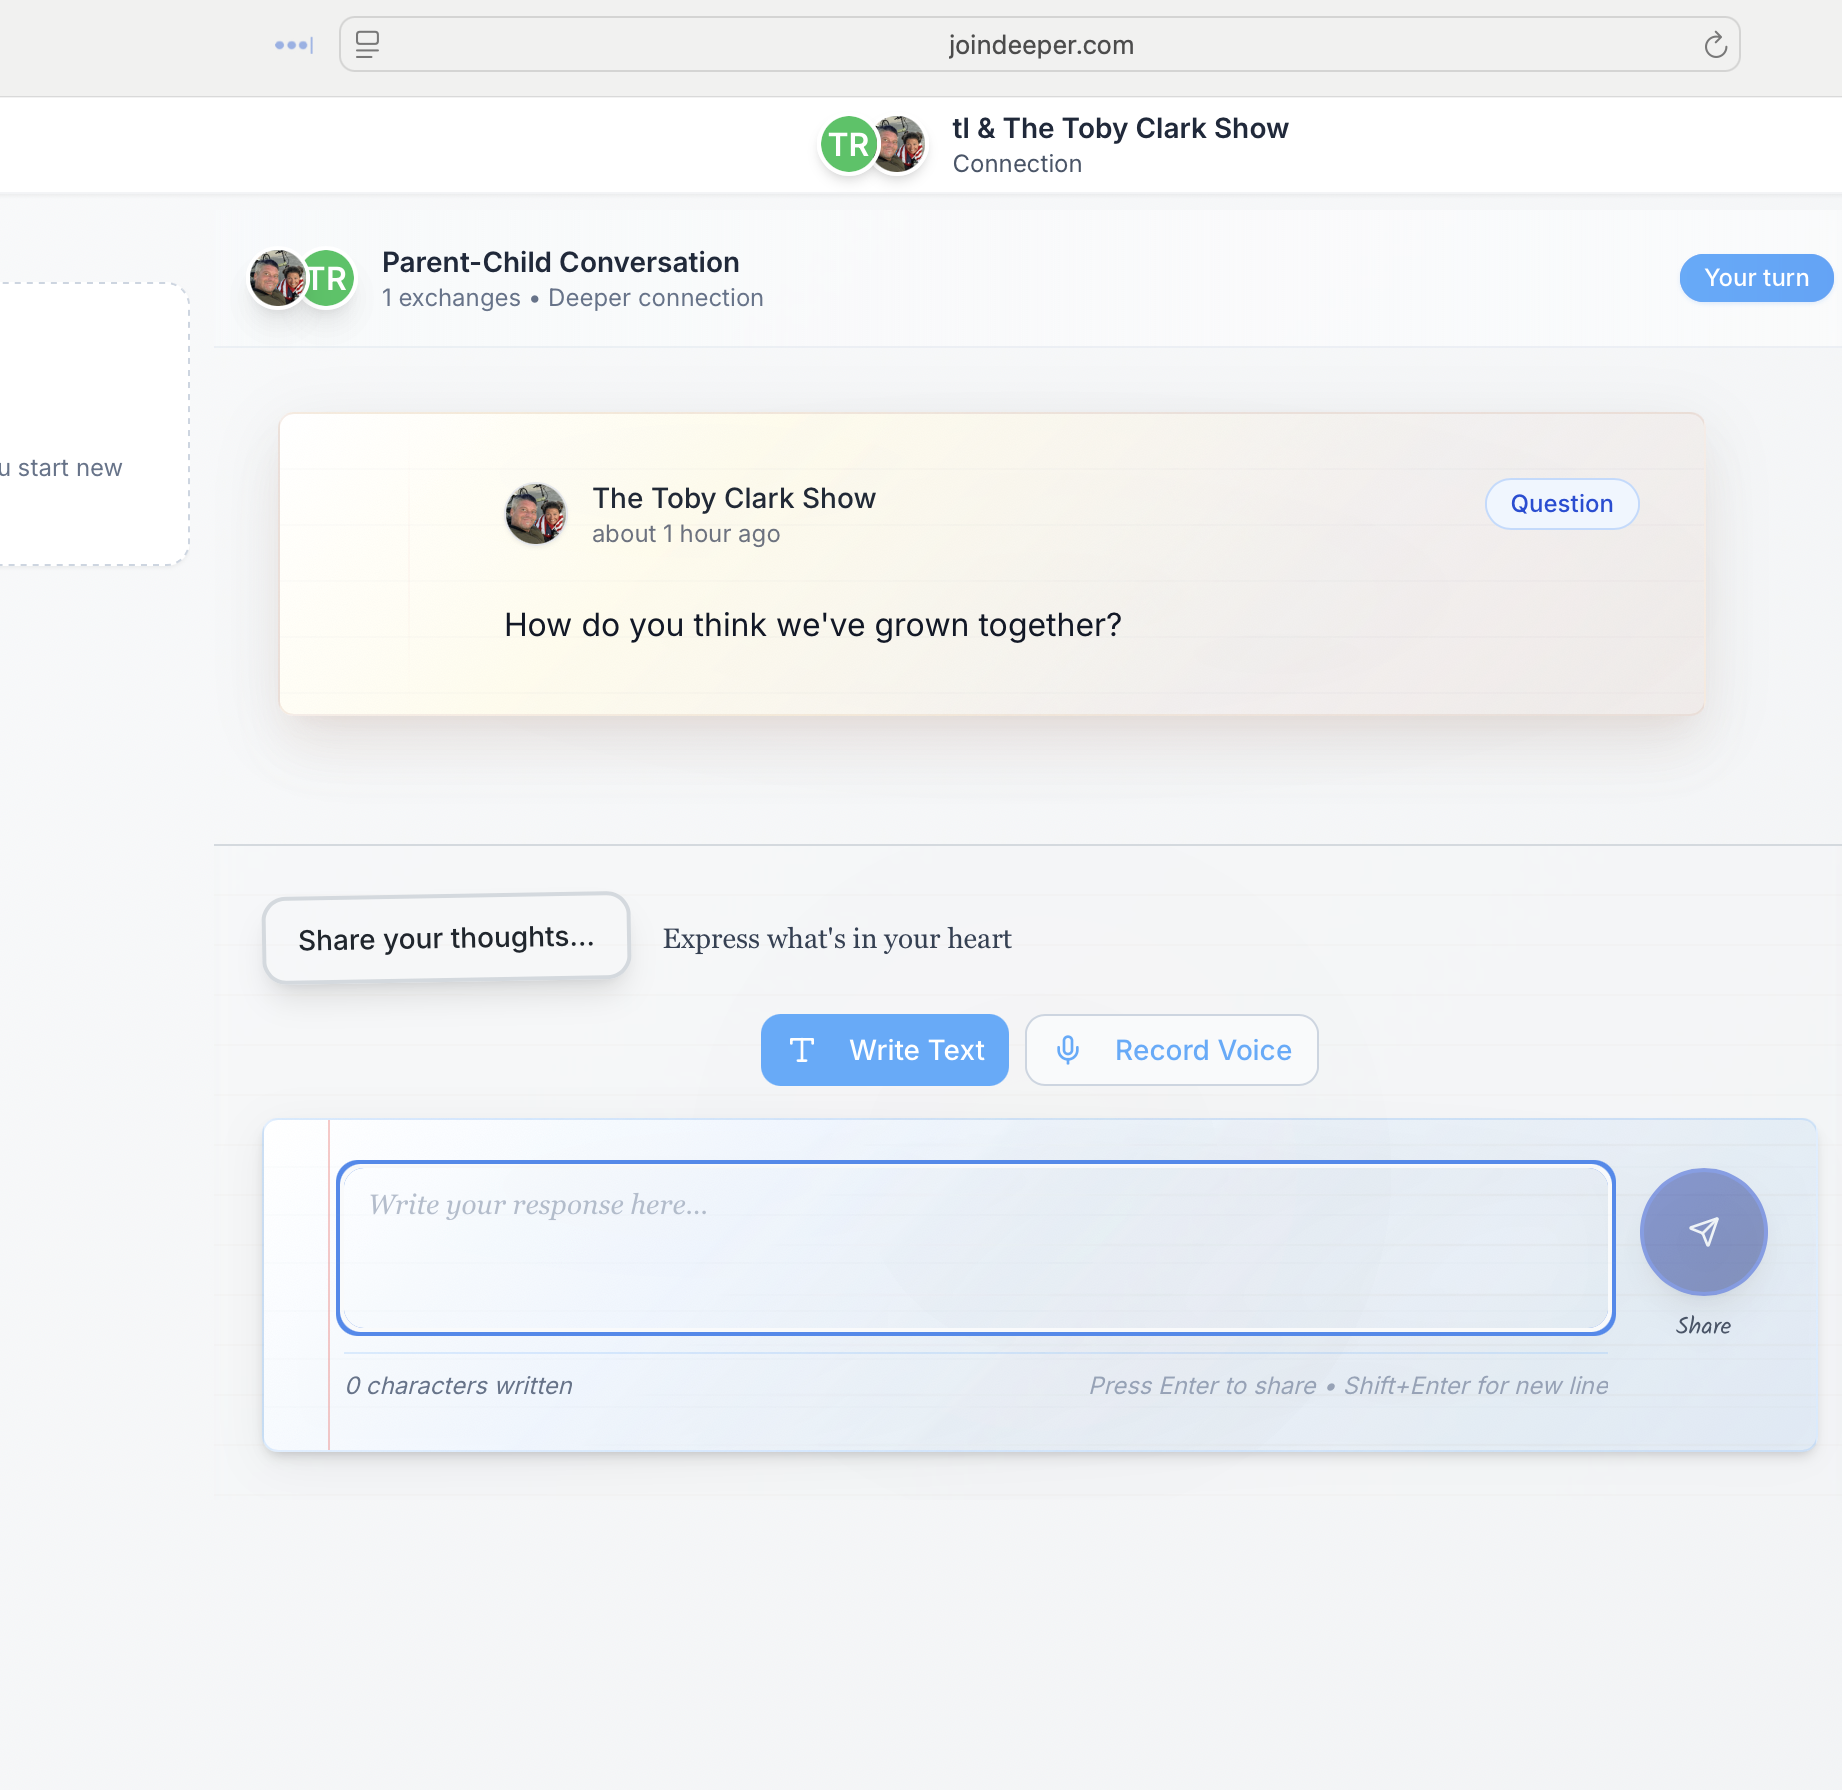 joindeeper.com
TR
tl & The Toby Clark Show
Connection
TR
Parent-Child Conversation
1 exchanges • Deeper connection
Your turn
u start new
The Toby Clark Show
about 1 hour ago
Question
How do you think we've grown together?
Share your thoughts...
Express what's in your heart
Write Text
Record Voice
Write your response here...
Share
0 characters written
Press Enter to share • Shift+Enter for new line